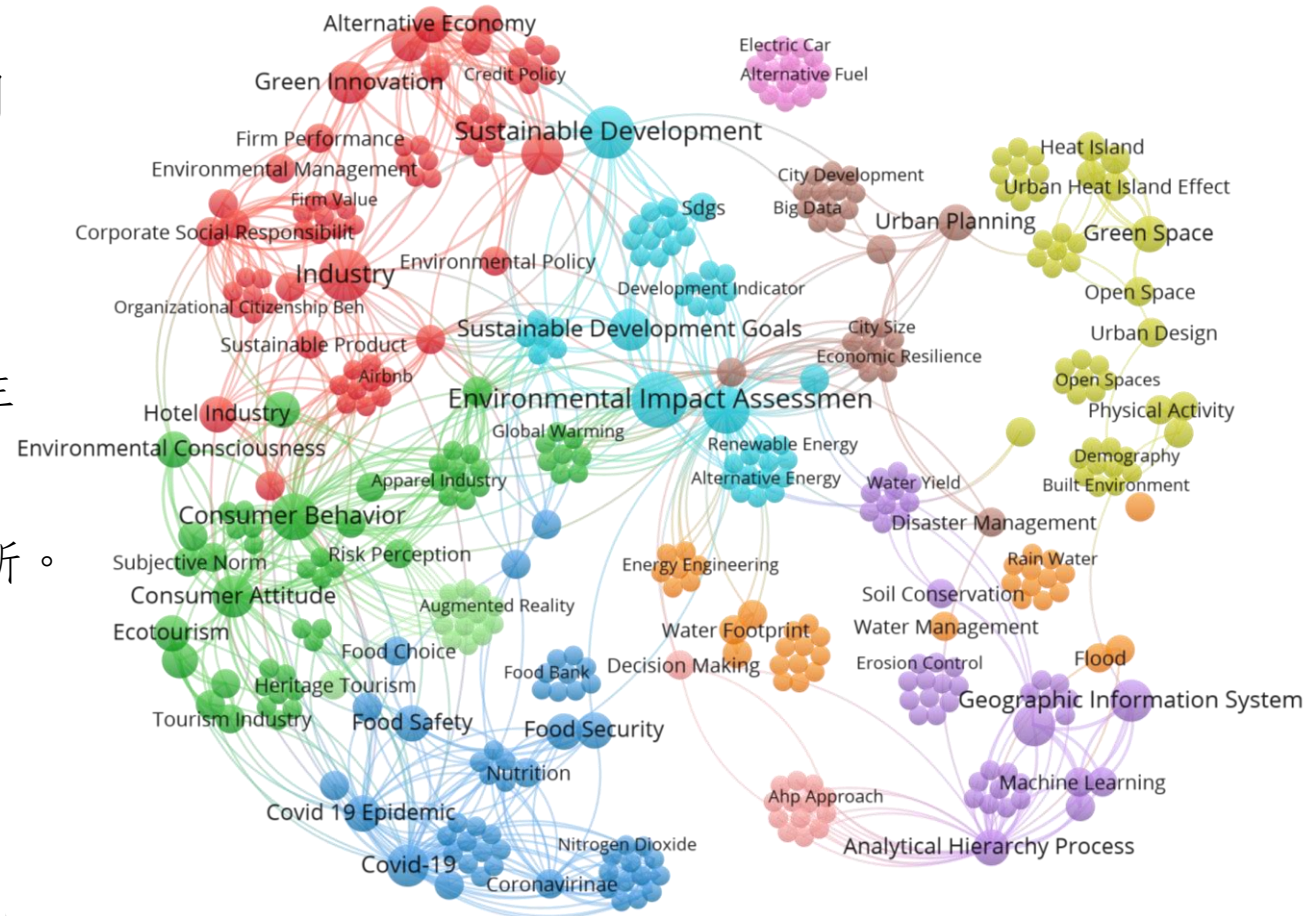 Alternative Economy
Electric Car
Alternative Fuel
Credit Policy
Green Innovation
Sustainable Development
Firm Performance
Environmental Management
Heat Island
Urban Heat Island Effect
City Development
Big Data
Firm Value
Sdgs
Urban Planning
Corporate Social Responsibilit
Green Space
Industry
Environmental Policy
Development Indicator
Open Space
Organizational Citizenship Beh
Sustainable Development Goals
City Size
Urban Design
Sustainable Product
Economic Resilience
Airbnb
Open Spaces
Environmental Impact Assessmen
Hotel Industry
Physical Activity
Global Warming
Environmental Consciousness
Renewable Energy
Demography
Apparel Industry
Alternative Energy
Water Yield
Built Environment
Consumer Behavior
Disaster Management
Risk Perception
析。
Subjective Norm
Energy Engineering
Rain Water
Consumer Attitude
Augmented Reality
Soil Conservation
Ecotourism
Water Footprint
Water Management
Food Choice
Decision Making
Erosion Control
Flood
Food Bank
Heritage Tourism
Geographic Information System
Tourism Industry
Food Safety
Food Security
Nutrition
Machine Learning
Ahp Approach
Covid 19 Epidemic
Nitrogen Dioxide
Analytical Hierarchy Process
Covid-19
Coronavirinae